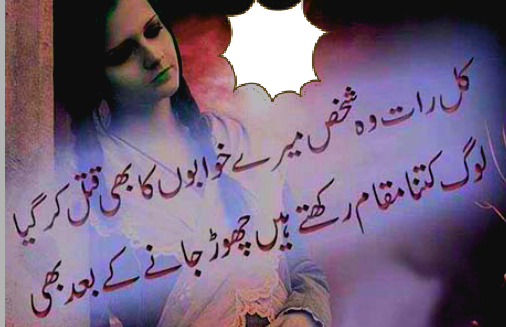 کل رات وہ شخص میرے خوابوں کا بھی قتل کر گیا
لوگ کتنا مقام رکھتے ہیں چھوڑ جانے کے بعد بھی